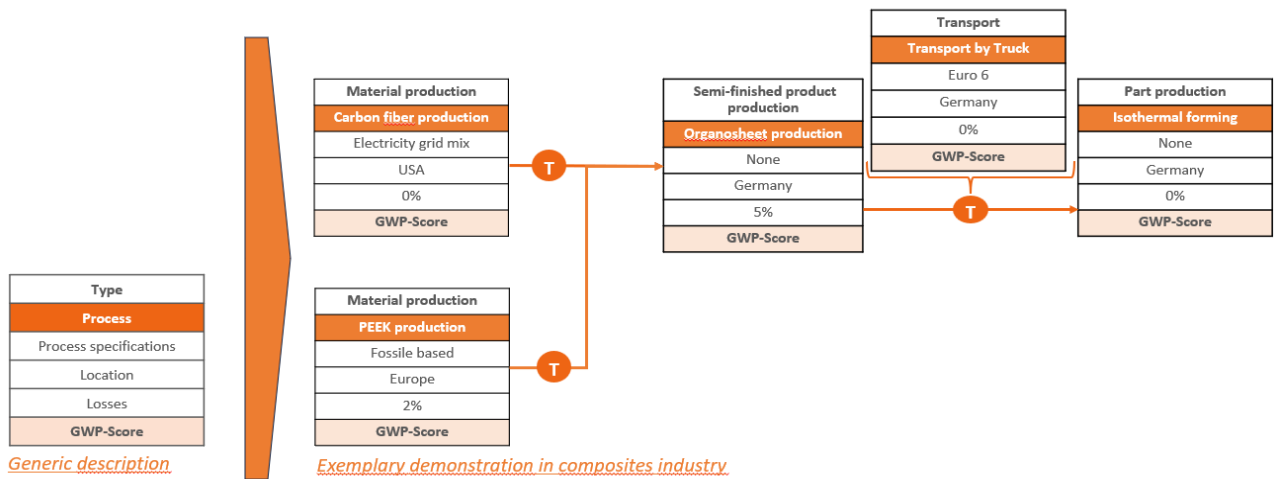 Type
Process
Process specifications
Location
Losses
GWP-Score
Generic description
Material production
Carbon fiber production
Electricity grid mix
USA
0%
GWP-Score
T
Material production
PEEK production
Fossile based
Europe
2%
GWP-Score
T
Exemplary demonstration in composites industry
Semi-finished product
production
Organosheet production
None
Germany
5%
GWP-Score
Transport
Transport by Truck
Euro 6
Germany
0%
GWP-Score
T
Part production
Isothermal forming
None
Germany
0%
GWP-Score